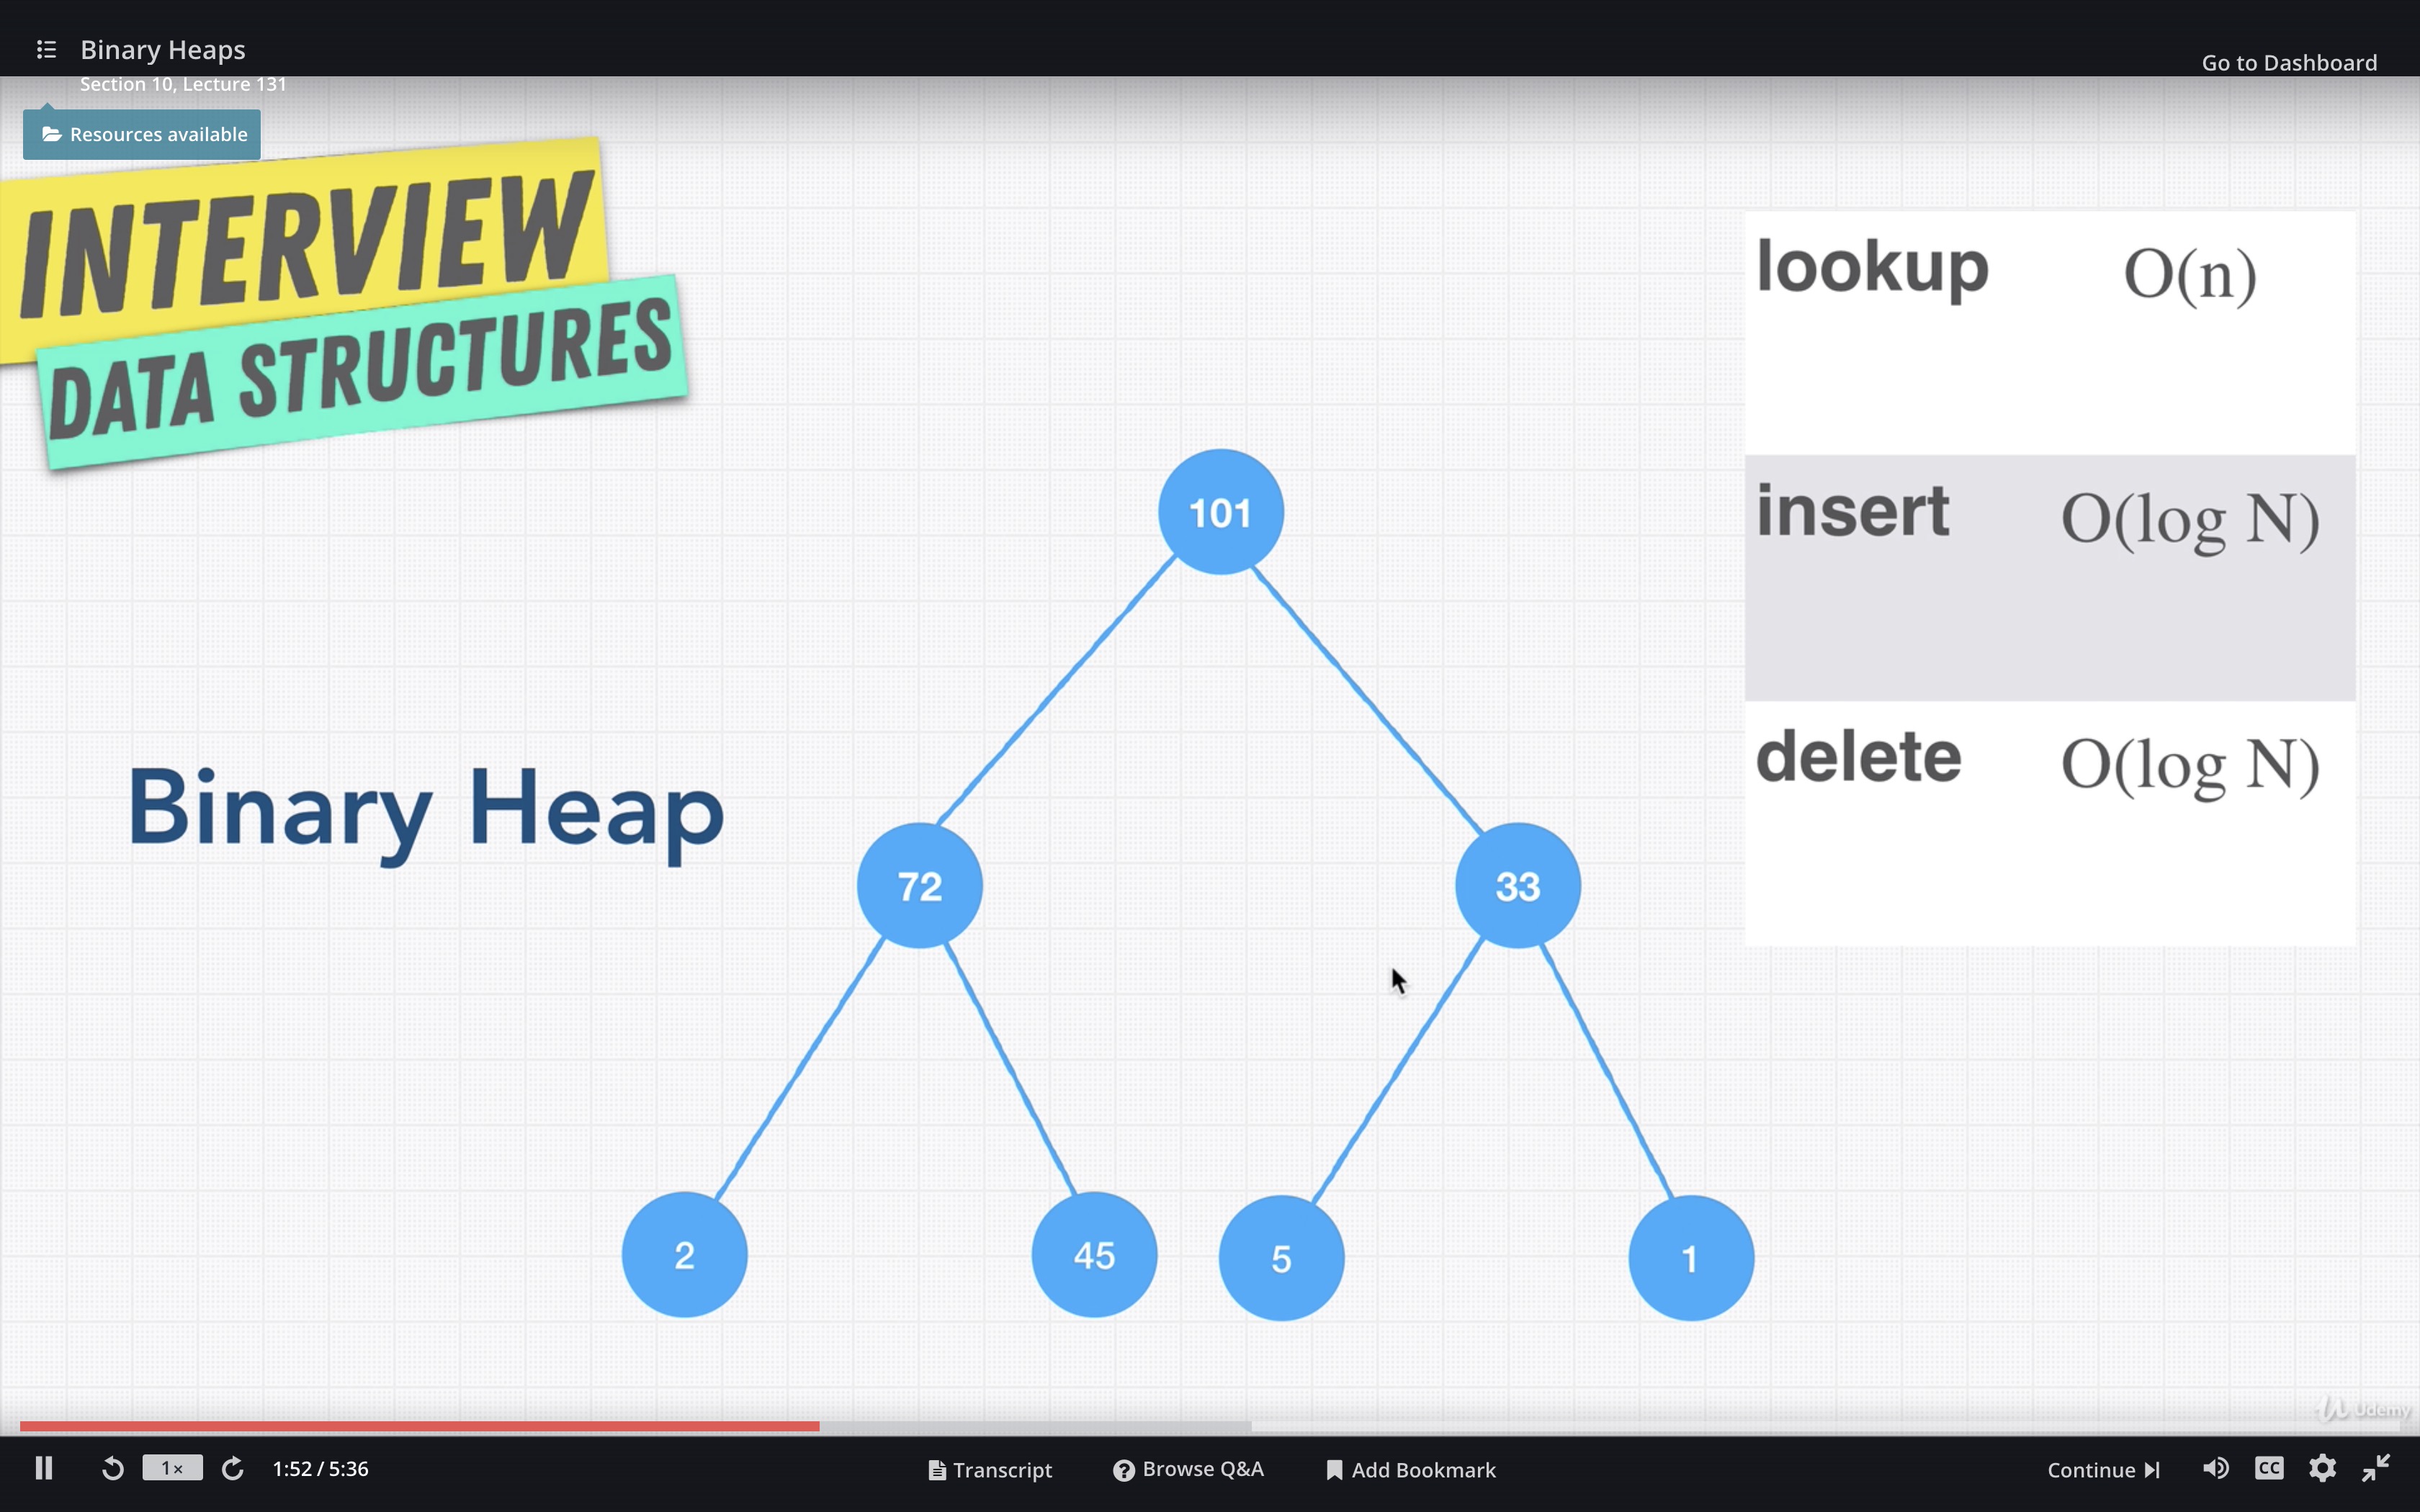 Binary Heaps
Go to Dashboard
Section 10, Lecture 131
Resources available
INTERVIEW
DATA STRUCTURES
lookup O(n)
insert O(log N)
delete O(log N)
Binary Heap
101
72 33
2 45 5 1
Udemy
1× 1:52 / 5:36 Transcript Browse Q&A Add Bookmark Continue CC